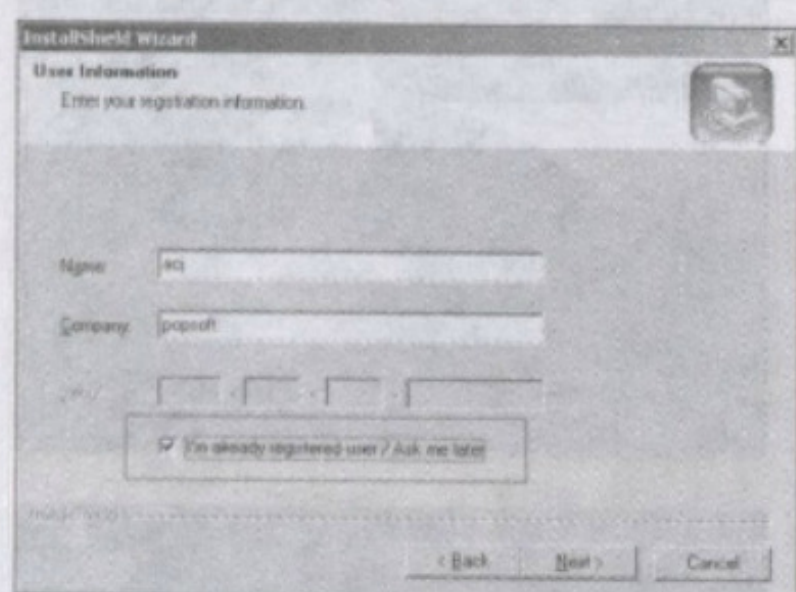 InstallShield Wizard
User Information
Enter your registration information.
Name:
acq
Company:
popsoft
I'm already registered user / Ask me later
< Back Next > Cancel